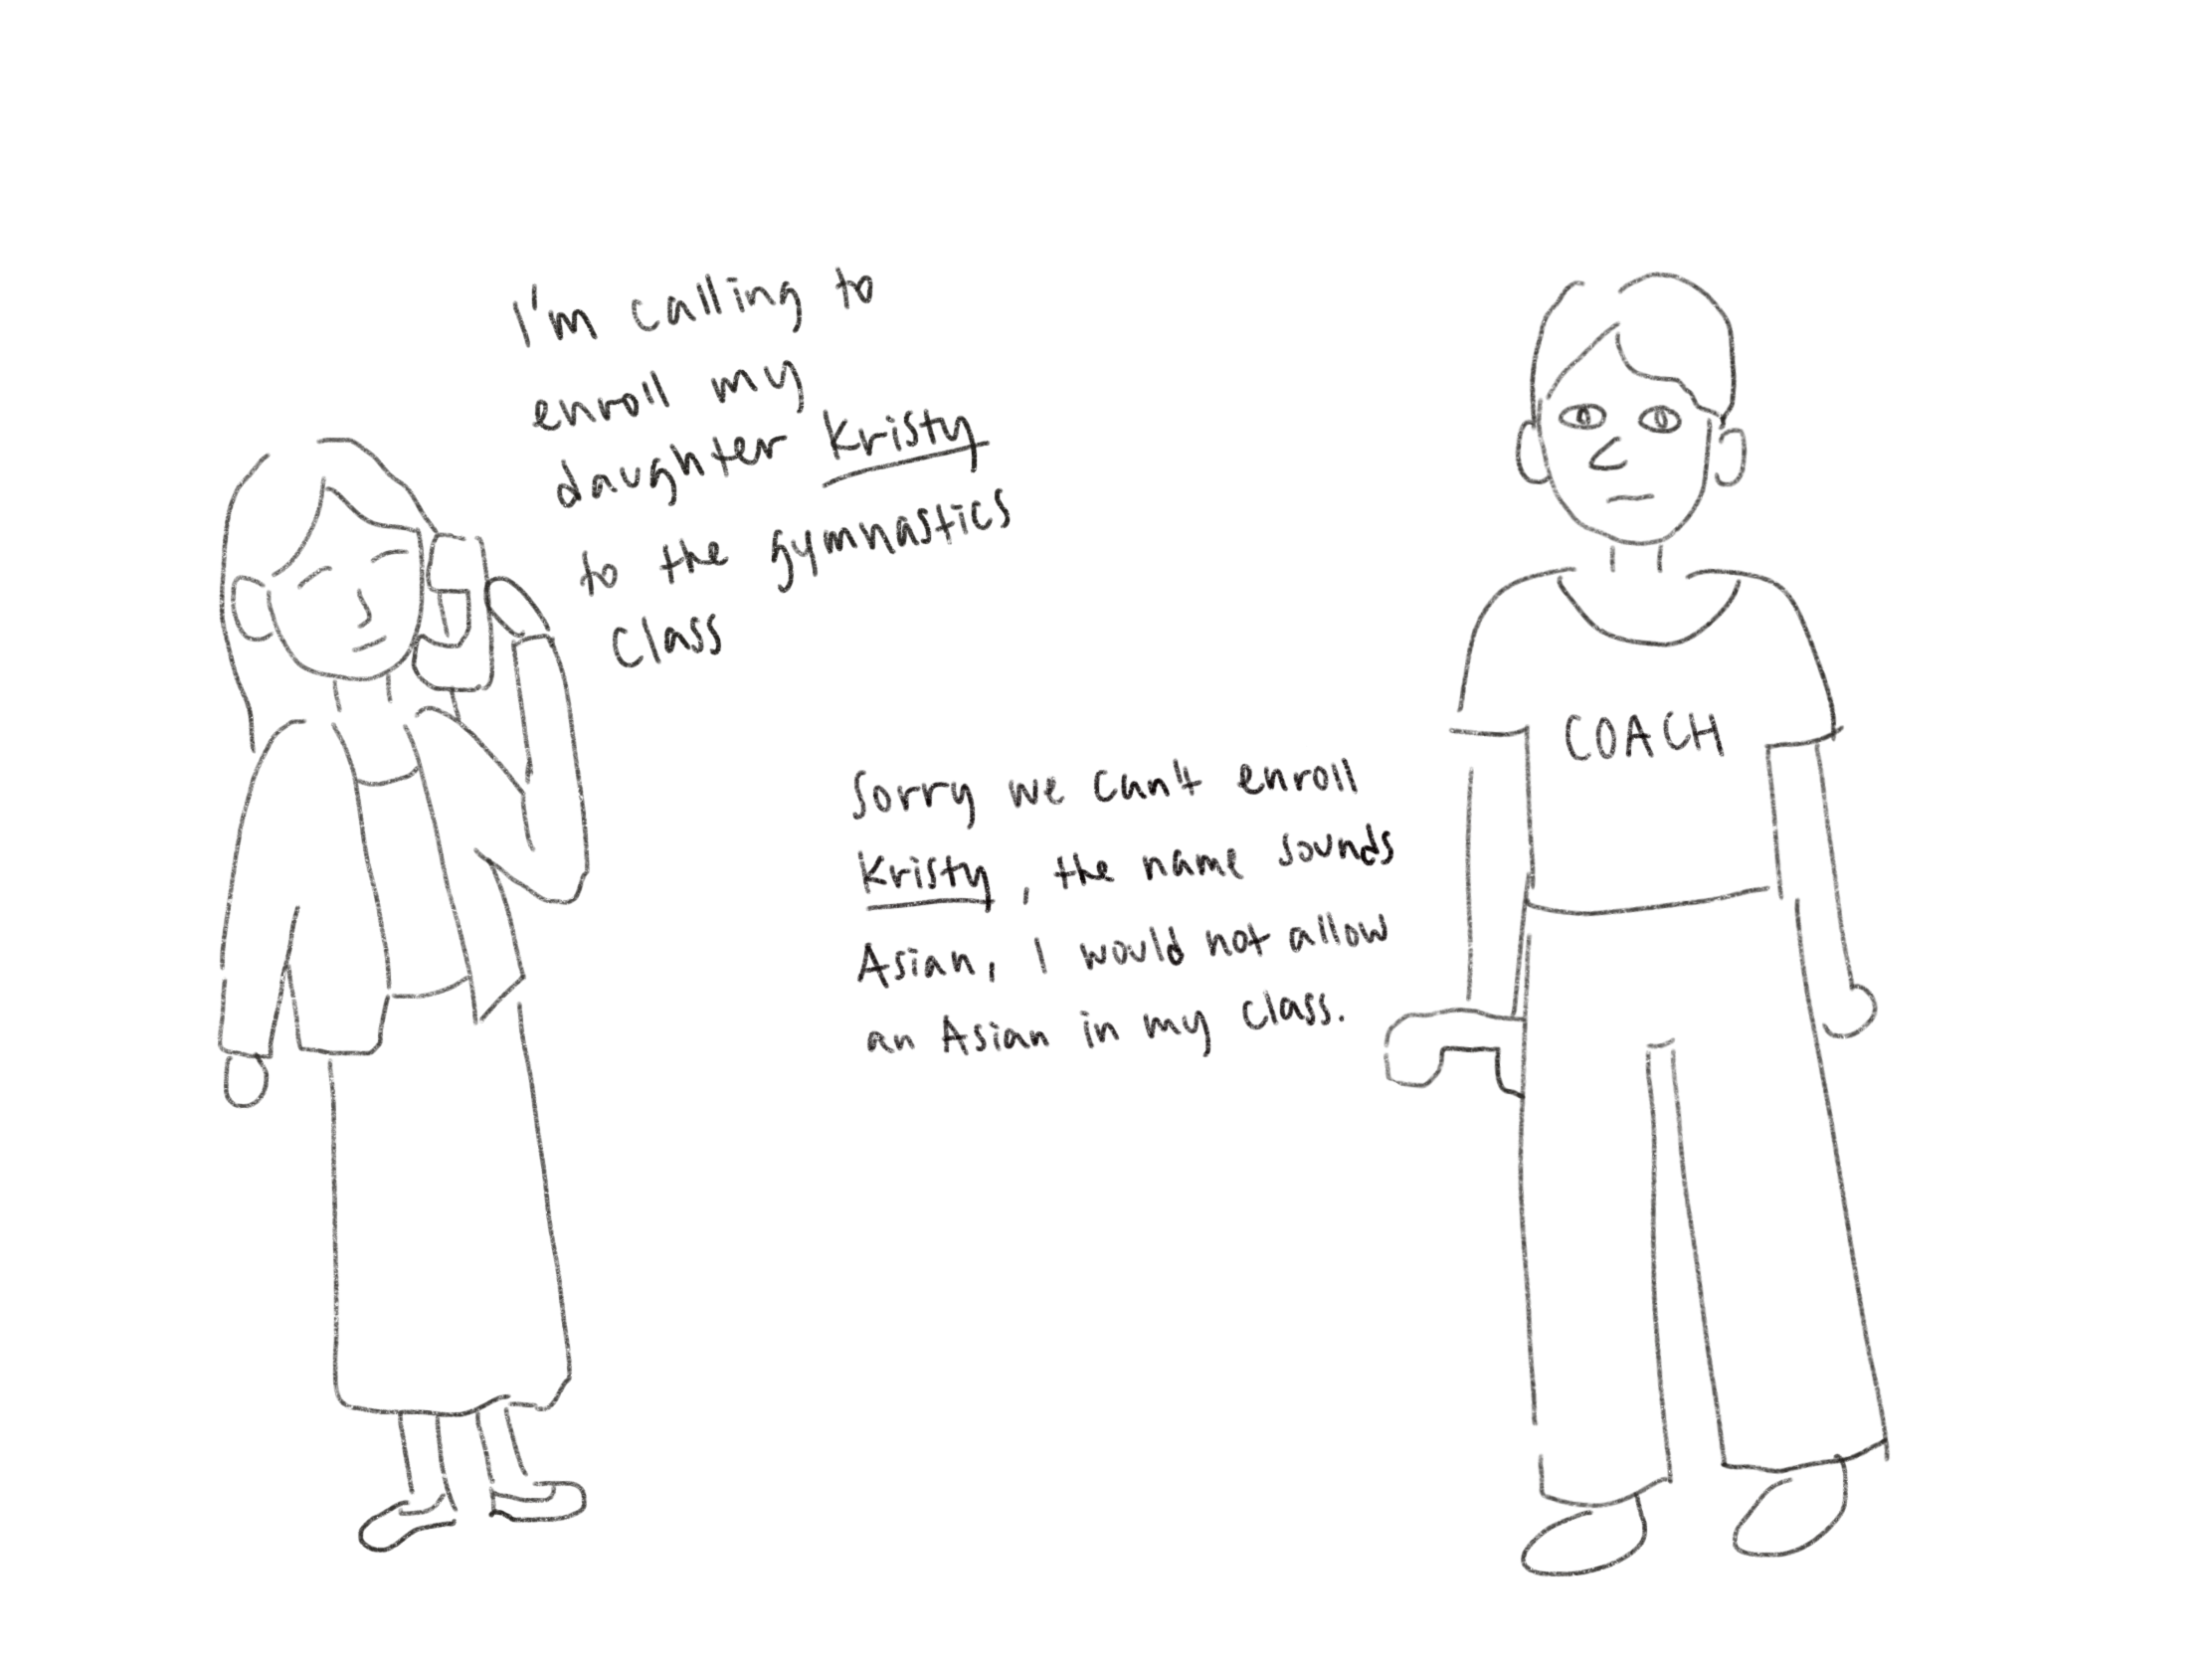 I'm calling to
enroll my
daughter Kristy
to the gymnastics
class
COACH
Sorry we can't enroll
Kristy, the name sounds
Asian, I would not allow
an Asian in my class.